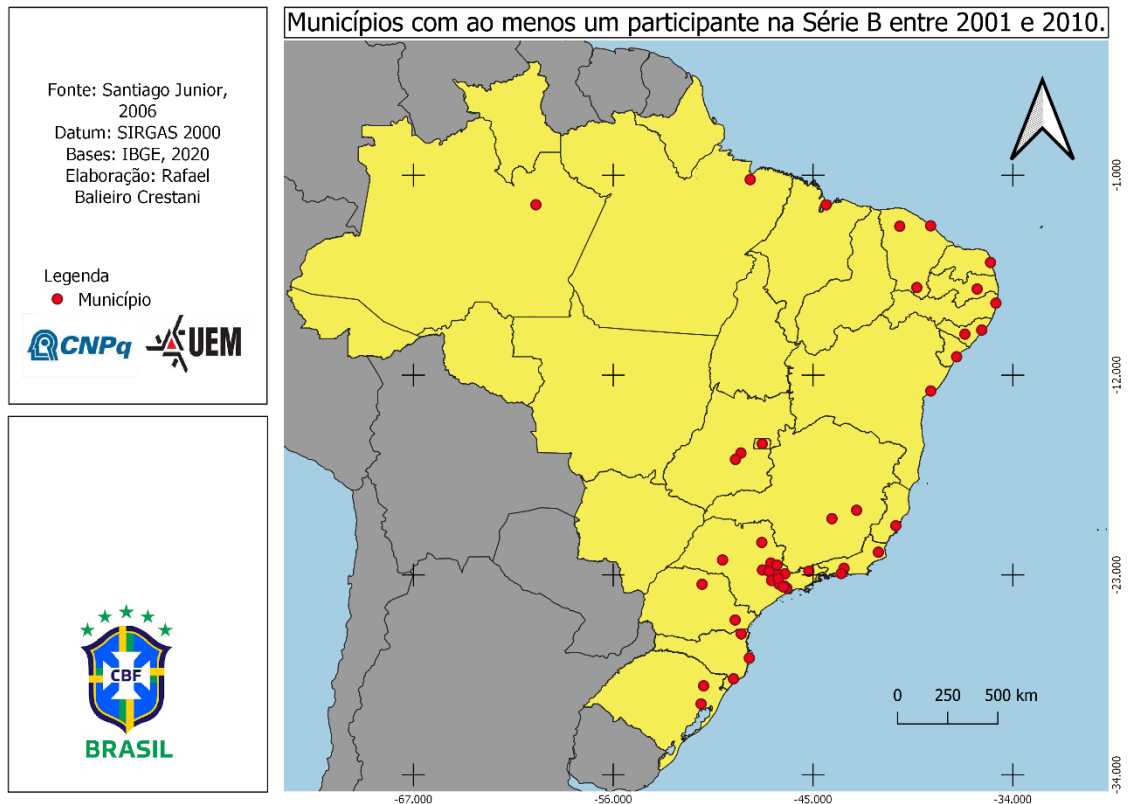 Municípios com ao menos um participante na Série B entre 2001 e 2010.
Fonte: Santiago Junior,
2006
Datum: SIRGAS 2000
Bases: IBGE, 2020
Elaboração: Rafael
Balieiro Crestani
Legenda
Município
CNPq
UEM
CBF
BRASIL
0 250 500 km
-1.000
-12.000
-23.000
-34.000
-67.000 -56.000 -45.000 -34.000